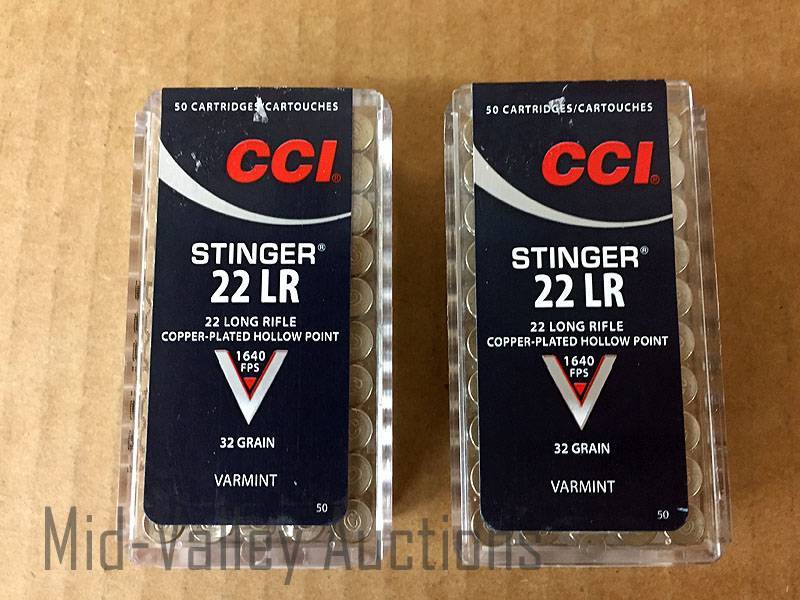 50 CARTRIDGES/CARTOUCHES
CCI®
STINGER®
22 LR
22 LONG RIFLE
COPPER-PLATED HOLLOW POINT
1640
FPS
32 GRAIN
VARMINT
50
50 CARTRIDGES/CARTOUCHES
CCI®
STINGER®
22 LR
22 LONG RIFLE
COPPER-PLATED HOLLOW POINT
1640
FPS
32 GRAIN
VARMINT
50
Mid-Valley Auctions